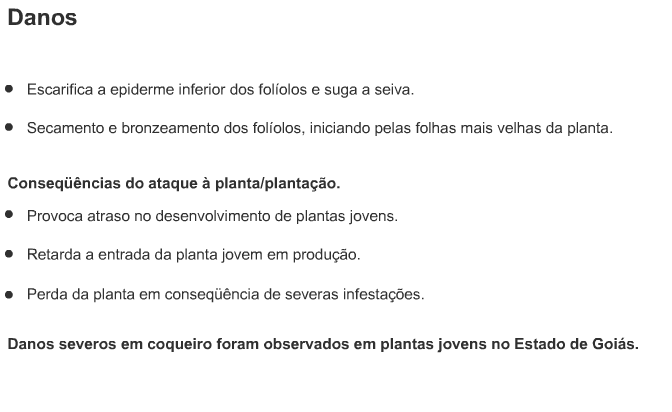 Danos
• Escarifica a epiderme inferior dos folíolos e suga a seiva.
• Secamento e bronzeamento dos folíolos, iniciando pelas folhas mais velhas da planta.
Conseqüências do ataque à planta/plantação.
• Provoca atraso no desenvolvimento de plantas jovens.
• Retarda a entrada da planta jovem em produção.
• Perda da planta em conseqüência de severas infestações.
Danos severos em coqueiro foram observados em plantas jovens no Estado de Goiás.